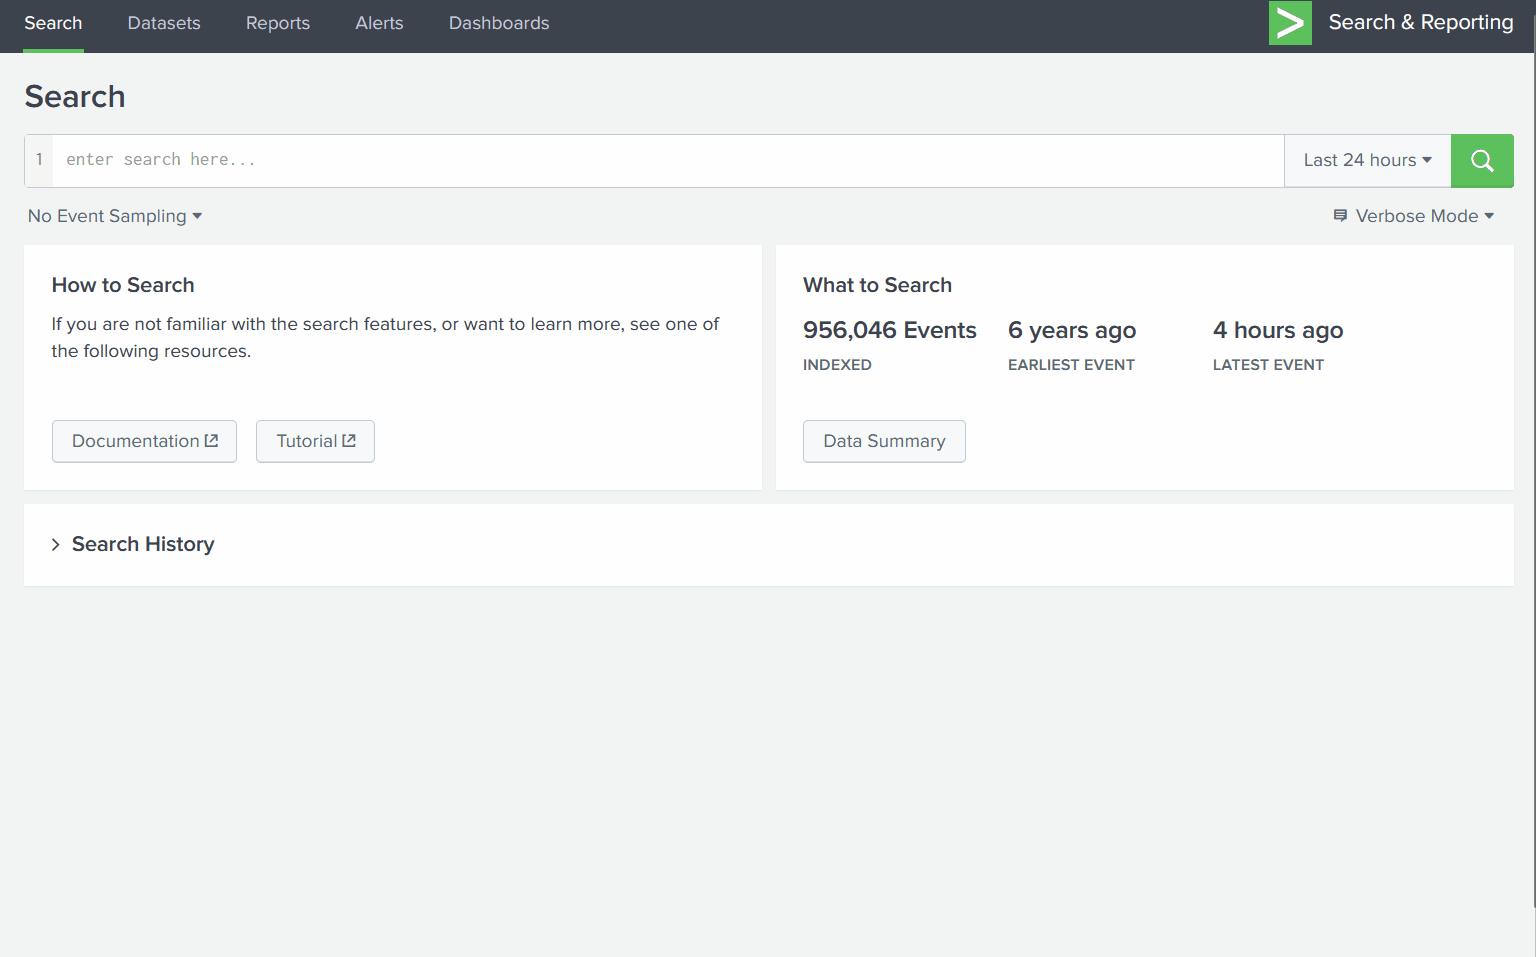 Search Datasets Reports Alerts Dashboards Search & Reporting
Search
1 enter search here... Last 24 hours
No Event Sampling Verbose Mode
How to Search
If you are not familiar with the search features, or want to learn more, see one of
the following resources.
Documentation Tutorial
What to Search
956,046 Events 6 years ago 4 hours ago
INDEXED EARLIEST EVENT LATEST EVENT
Data Summary
Search History